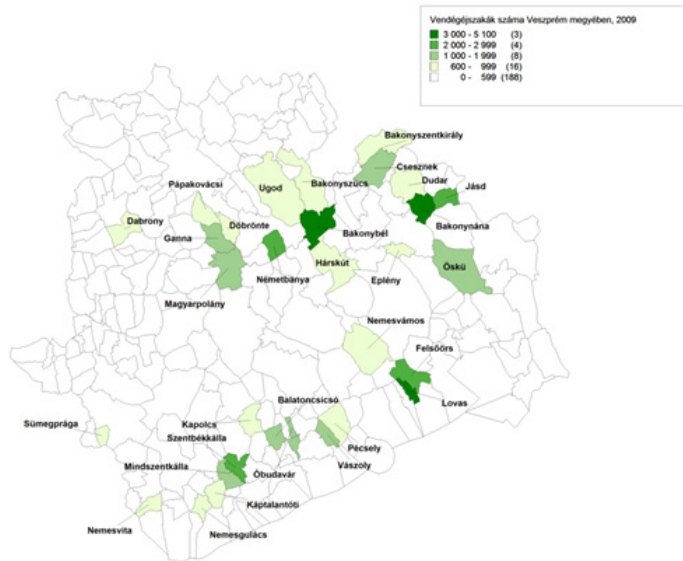 Vendégéjszakák száma Veszprém megyében, 2009
3 000 - 5 100 (3)
2 000 - 2 999 (4)
1 000 - 1 999 (8)
600 - 999 (16)
0 - 599 (188)
Bakonyszentkirály
Csesznek
Dudar
Jásd
Pápakovácsi
Ugod
Bakonyszücs
Dabrony
Döbrönte
Bakonynána
Ganna
Bakonybél
Hárskút
Öskü
Németbánya
Eplény
Magyarpolány
Nemesvámos
Felsőörs
Balatoncsicsó
Lovas
Sümegprága
Kapolcs
Szentbékkálla
Pécsely
Mindszentkálla
Óbudavár
Vászoly
Káptalantóti
Nemesvita
Nemesgulács